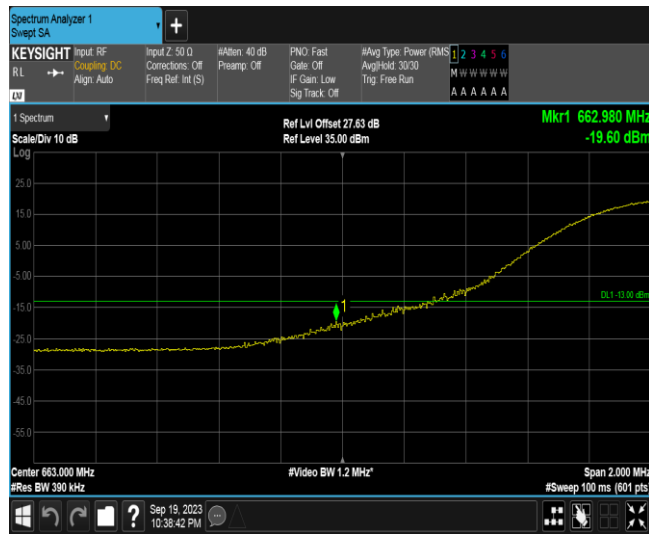 Spectrum Analyzer 1
Swept SA
KEYSIGHT
RL
LXI
Input: RF
Coupling: DC
Align: Auto
Input Z: 50 Ω
Corrections: Off
Freq Ref: Int (S)
#Atten: 40 dB
Preamp: Off
PNO: Fast
Gate: Off
IF Gain: Low
Sig Track: Off
#Avg Type: Power (RMS
Avg|Hold: 30/30
Trig: Free Run
1 2 3 4 5 6
M W W W W W
A A A A A A
1 Spectrum
Scale/Div 10 dB
Ref Lvl Offset 27.63 dB
Ref Level 35.00 dBm
Mkr1 662.980 MHz
-19.60 dBm
Log
25.0
15.0
5.00
-5.00
-15.0
-25.0
-35.0
-45.0
-55.0
1
DL1 -13.00 dBm
Center 663.000 MHz
#Res BW 390 kHz
#Video BW 1.2 MHz*
Span 2.000 MHz
#Sweep 100 ms (601 pts
?
Sep 19, 2023
10:38:42 PM